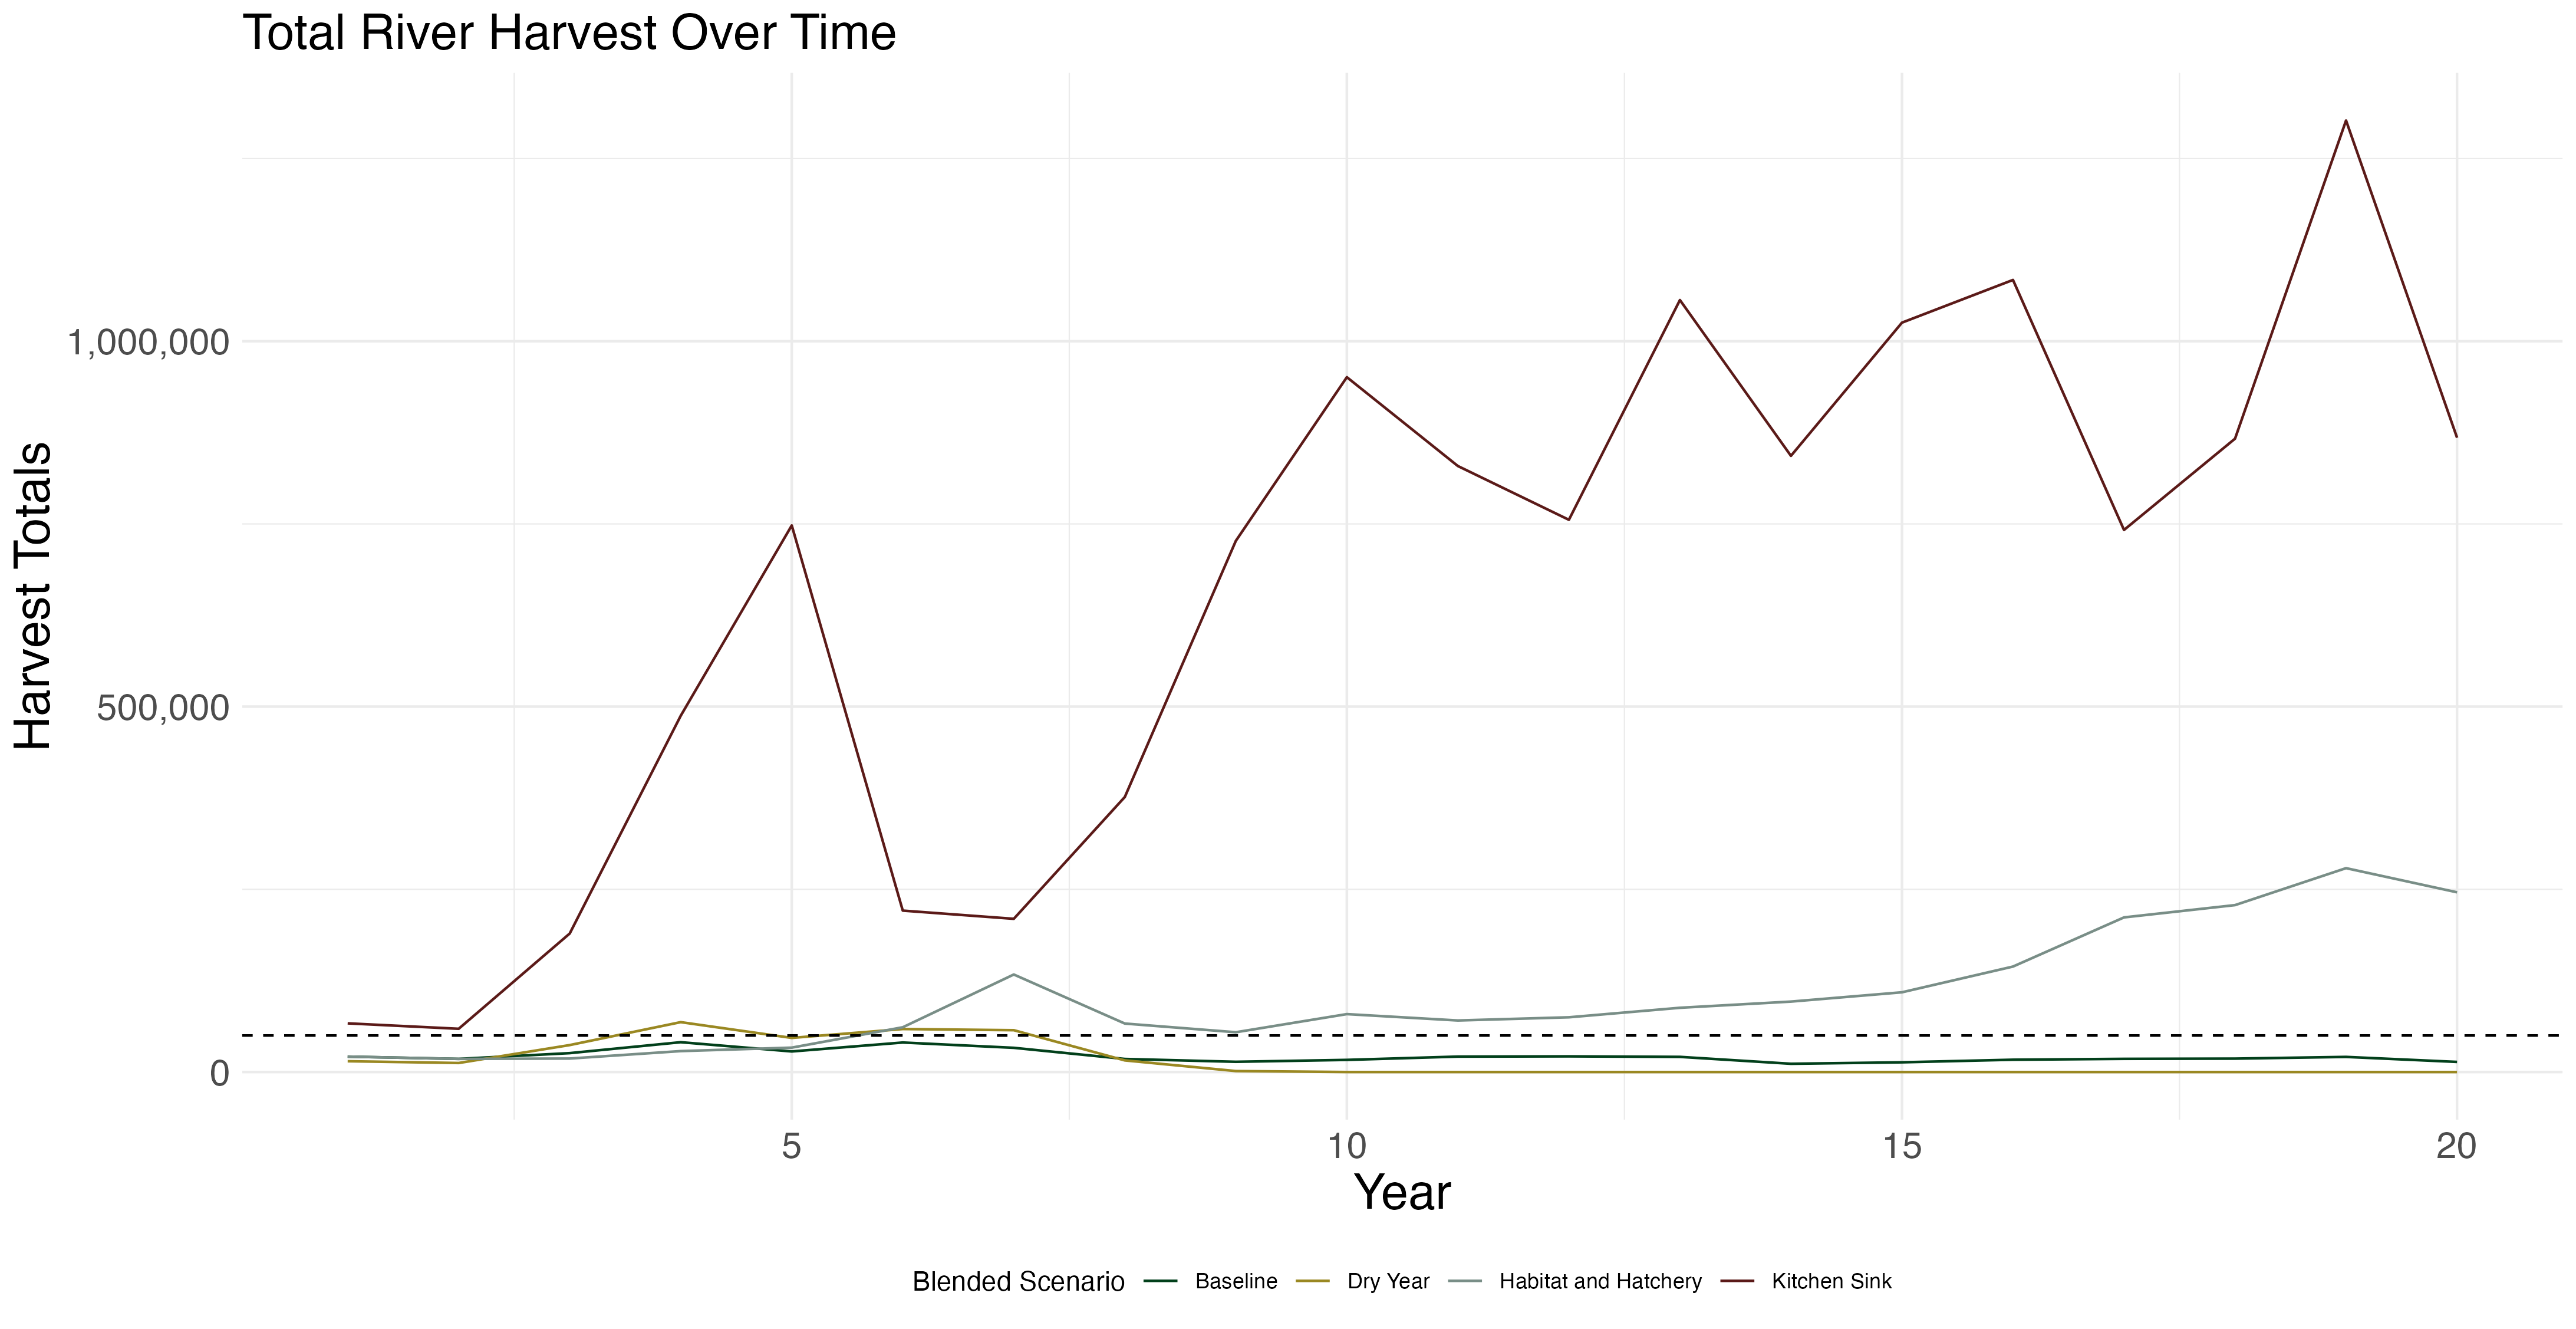 Total River Harvest Over Time
Harvest Totals
1,000,000
500,000
0
5 10 15 20
Year
Blended Scenario Baseline Dry Year Habitat and Hatchery Kitchen Sink